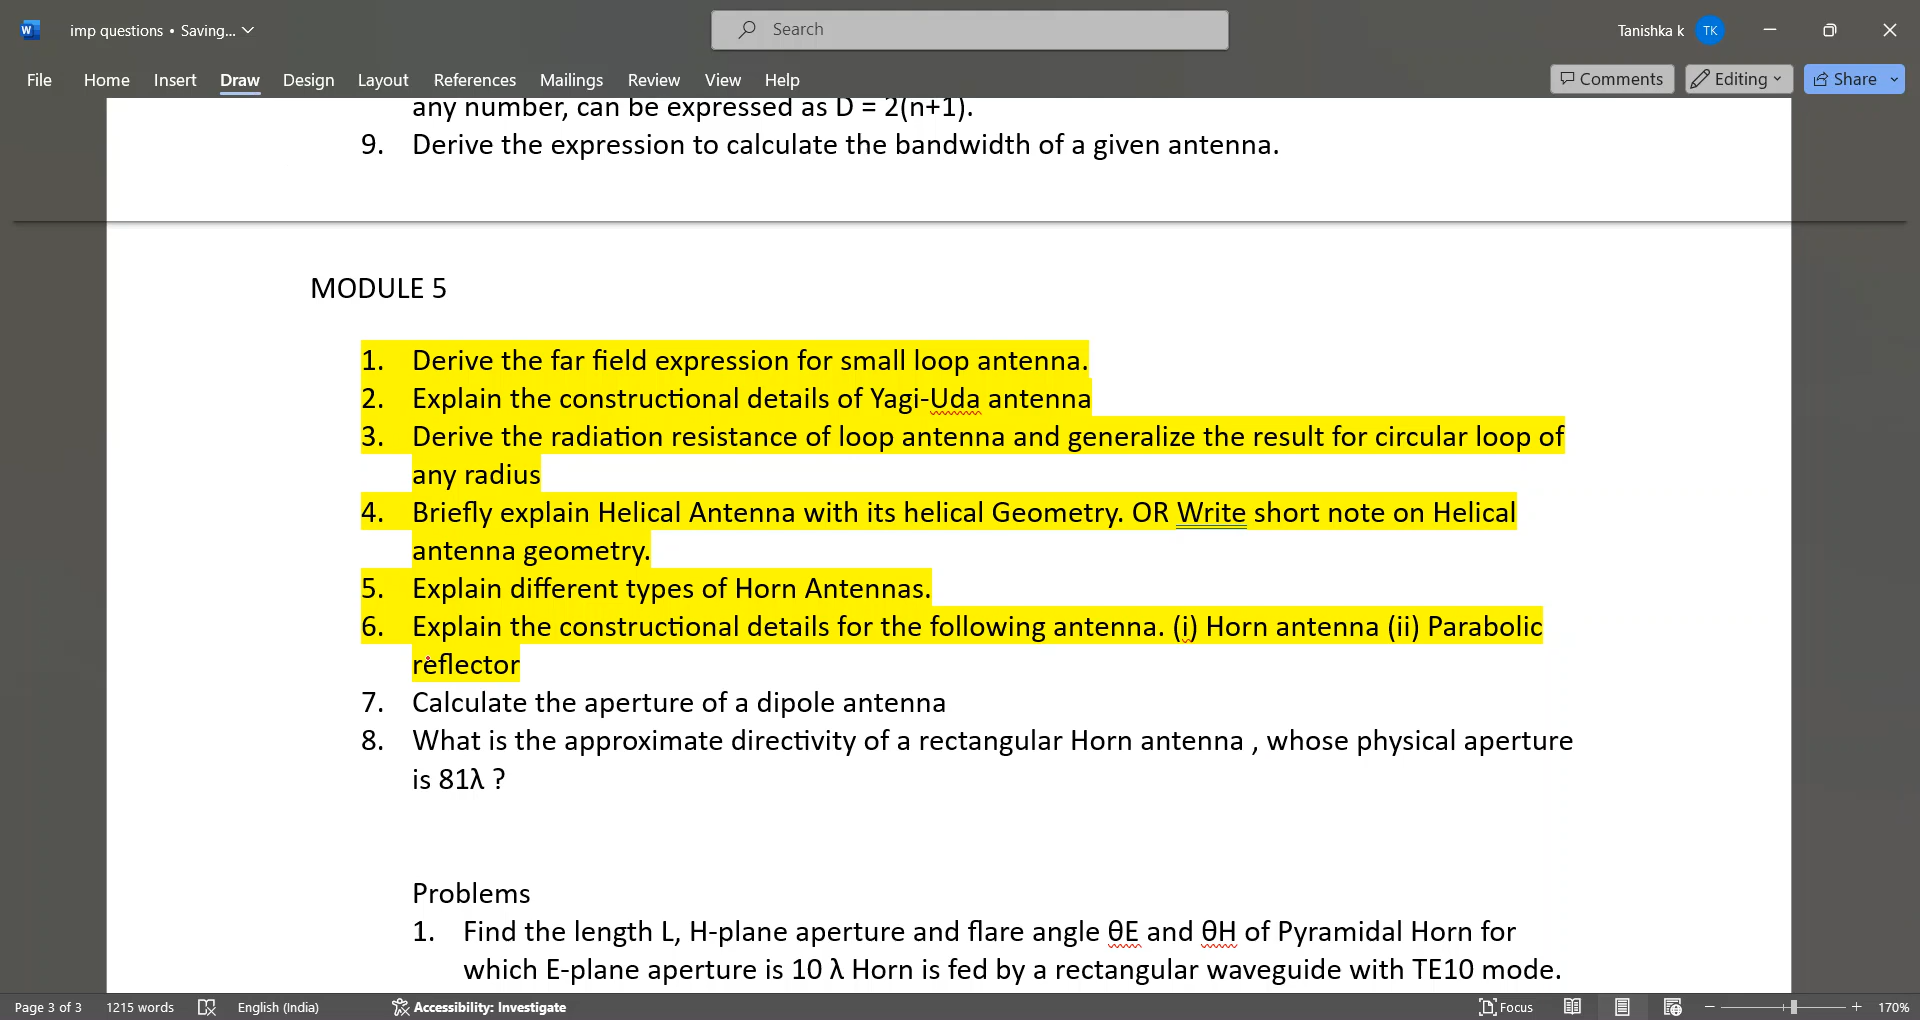 imp questions • Saving...
Search
Tanishka k TK
File Home Insert Draw Design Layout References Mailings Review View Help
Comments Editing Share
any number, can be expressed as D = 2(n+1).
9. Derive the expression to calculate the bandwidth of a given antenna.
MODULE 5
1. Derive the far field expression for small loop antenna.
2. Explain the constructional details of Yagi-Uda antenna
3. Derive the radiation resistance of loop antenna and generalize the result for circular loop of
any radius
4. Briefly explain Helical Antenna with its helical Geometry. OR Write short note on Helical
antenna geometry.
5. Explain different types of Horn Antennas.
6. Explain the constructional details for the following antenna. (i) Horn antenna (ii) Parabolic
reflector
7. Calculate the aperture of a dipole antenna
8. What is the approximate directivity of a rectangular Horn antenna , whose physical aperture
is 81λ ?
Problems
1. Find the length L, H-plane aperture and flare angle θE and θH of Pyramidal Horn for
which E-plane aperture is 10 λ Horn is fed by a rectangular waveguide with TE10 mode.
Page 3 of 3 1215 words English (India) Accessibility: Investigate Focus 170%